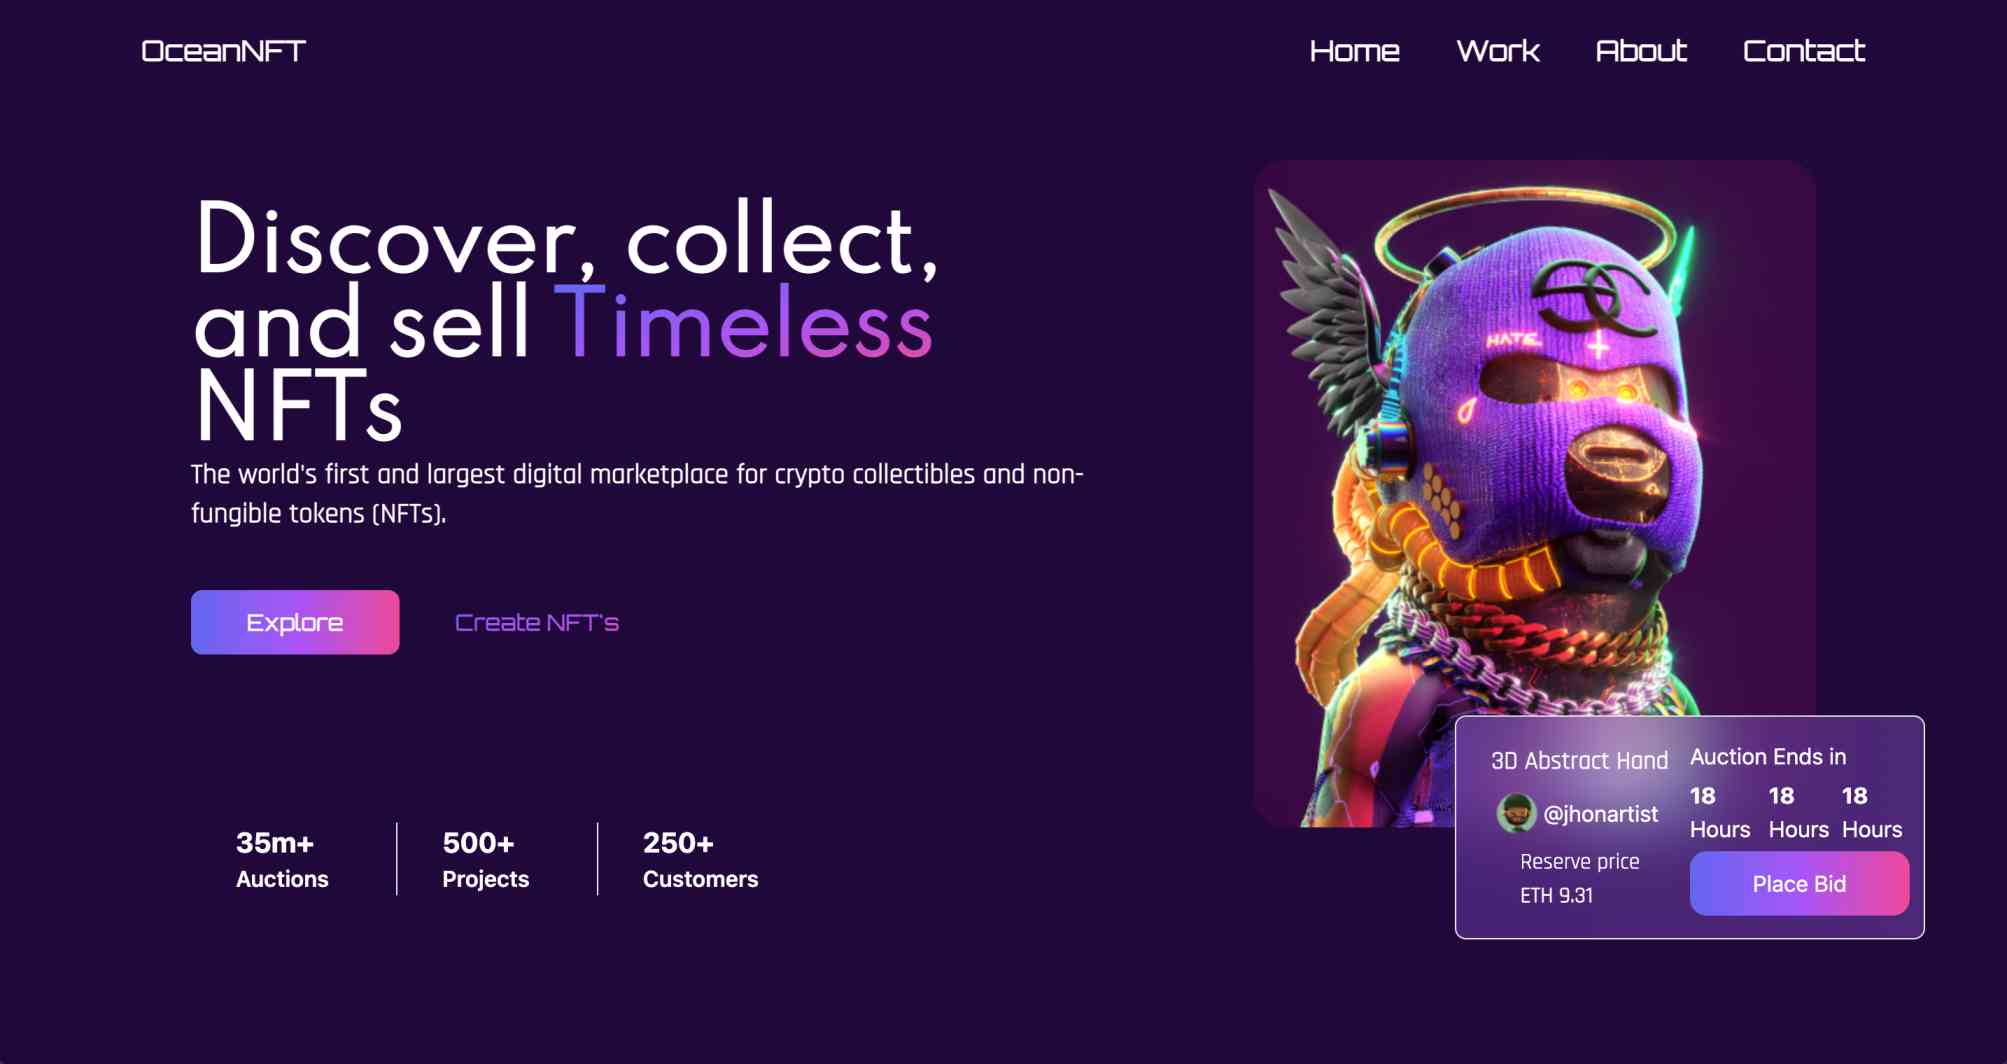 OceanNFT
Home Work About Contact
Discover, collect,
and sell Timeless
NFTs
The world's first and largest digital marketplace for crypto collectibles and non-
fungible tokens (NFTs).
Explore
Create NFT's
35m+
Auctions
500+
Projects
250+
Customers
HATE
3D Abstract Hand
@jhonartist
Reserve price
ETH 9.31
Auction Ends in
18 18 18
Hours Hours Hours
Place Bid